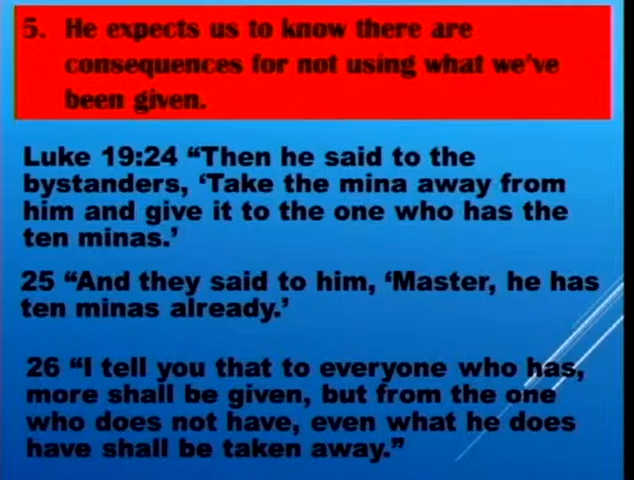 5. He expects us to know there are
consequences for not using what we've
been given.
Luke 19:24 “Then he said to the
bystanders, ‘Take the mina away from
him and give it to the one who has the
ten minas.’
25 “And they said to him, ‘Master, he has
ten minas already.’
26 “I tell you that to everyone who has,
more shall be given, but from the one
who does not have, even what he does
have shall be taken away.”